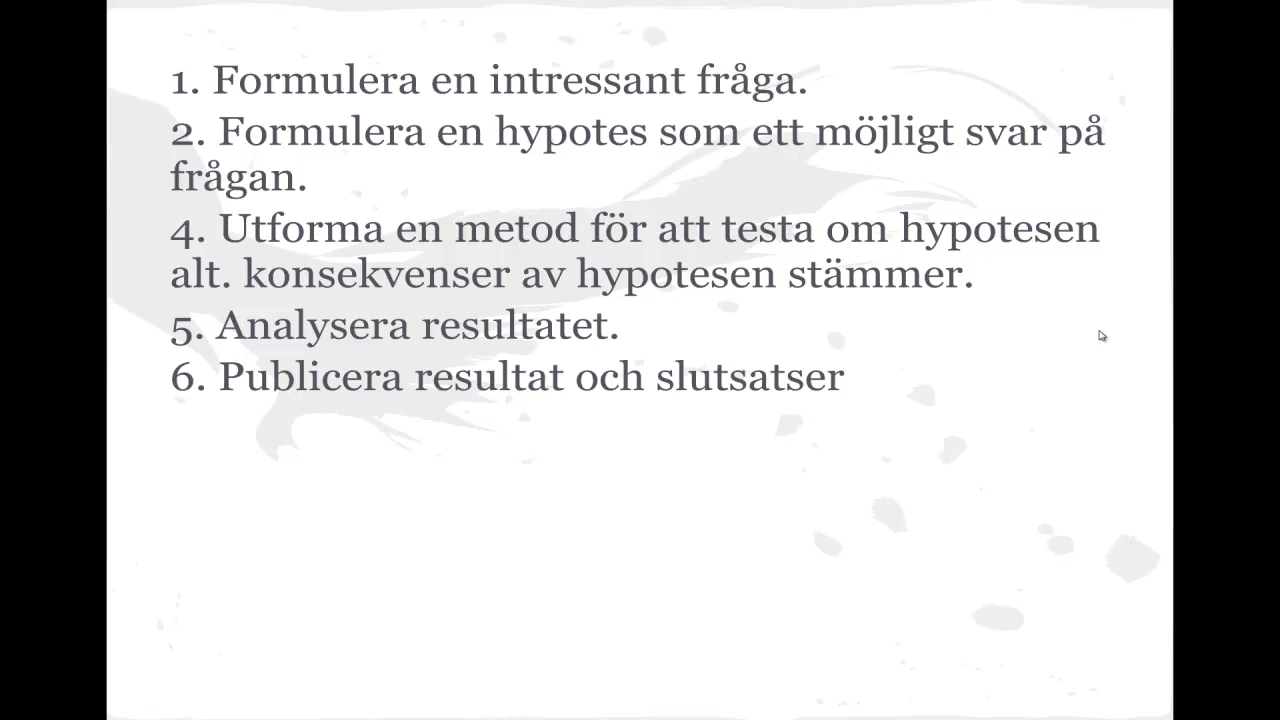 1. Formulera en intressant fråga.
2. Formulera en hypotes som ett möjligt svar på
frågan.
4. Utforma en metod för att testa om hypotesen
alt. konsekvenser av hypotesen stämmer.
5. Analysera resultatet.
6. Publicera resultat och slutsatser